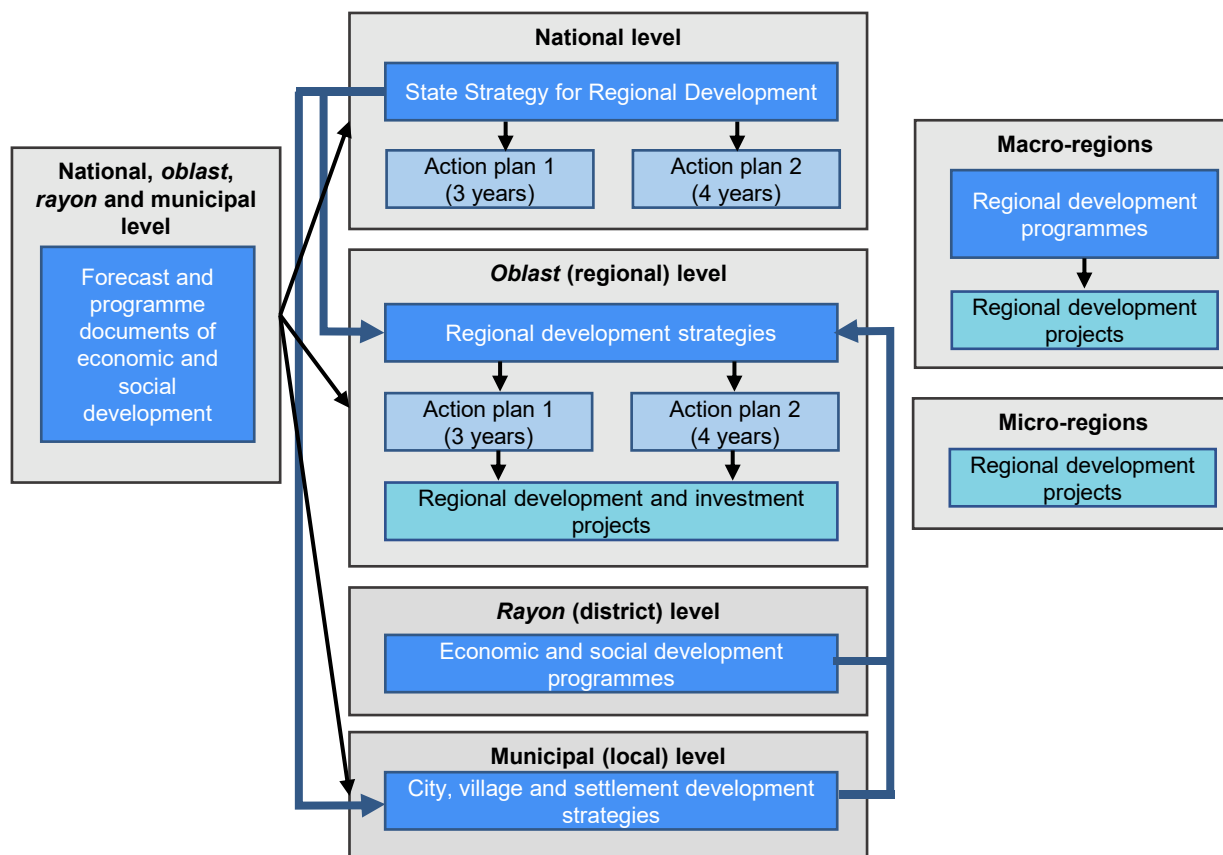 National level
State Strategy for Regional Development
Action plan 1
(3 years)
Action plan 2
(4 years)
National, oblast,
rayon and municipal
level
Forecast and
programme
documents of
economic and
social
development
Oblast (regional) level
Regional development strategies
Action plan 1
(3 years)
Action plan 2
(4 years)
Regional development and investment
projects
Rayon (district) level
Economic and social development
programmes
Municipal (local) level
City, village and settlement development
strategies
Macro-regions
Regional development
programmes
Regional development
projects
Micro-regions
Regional development
projects